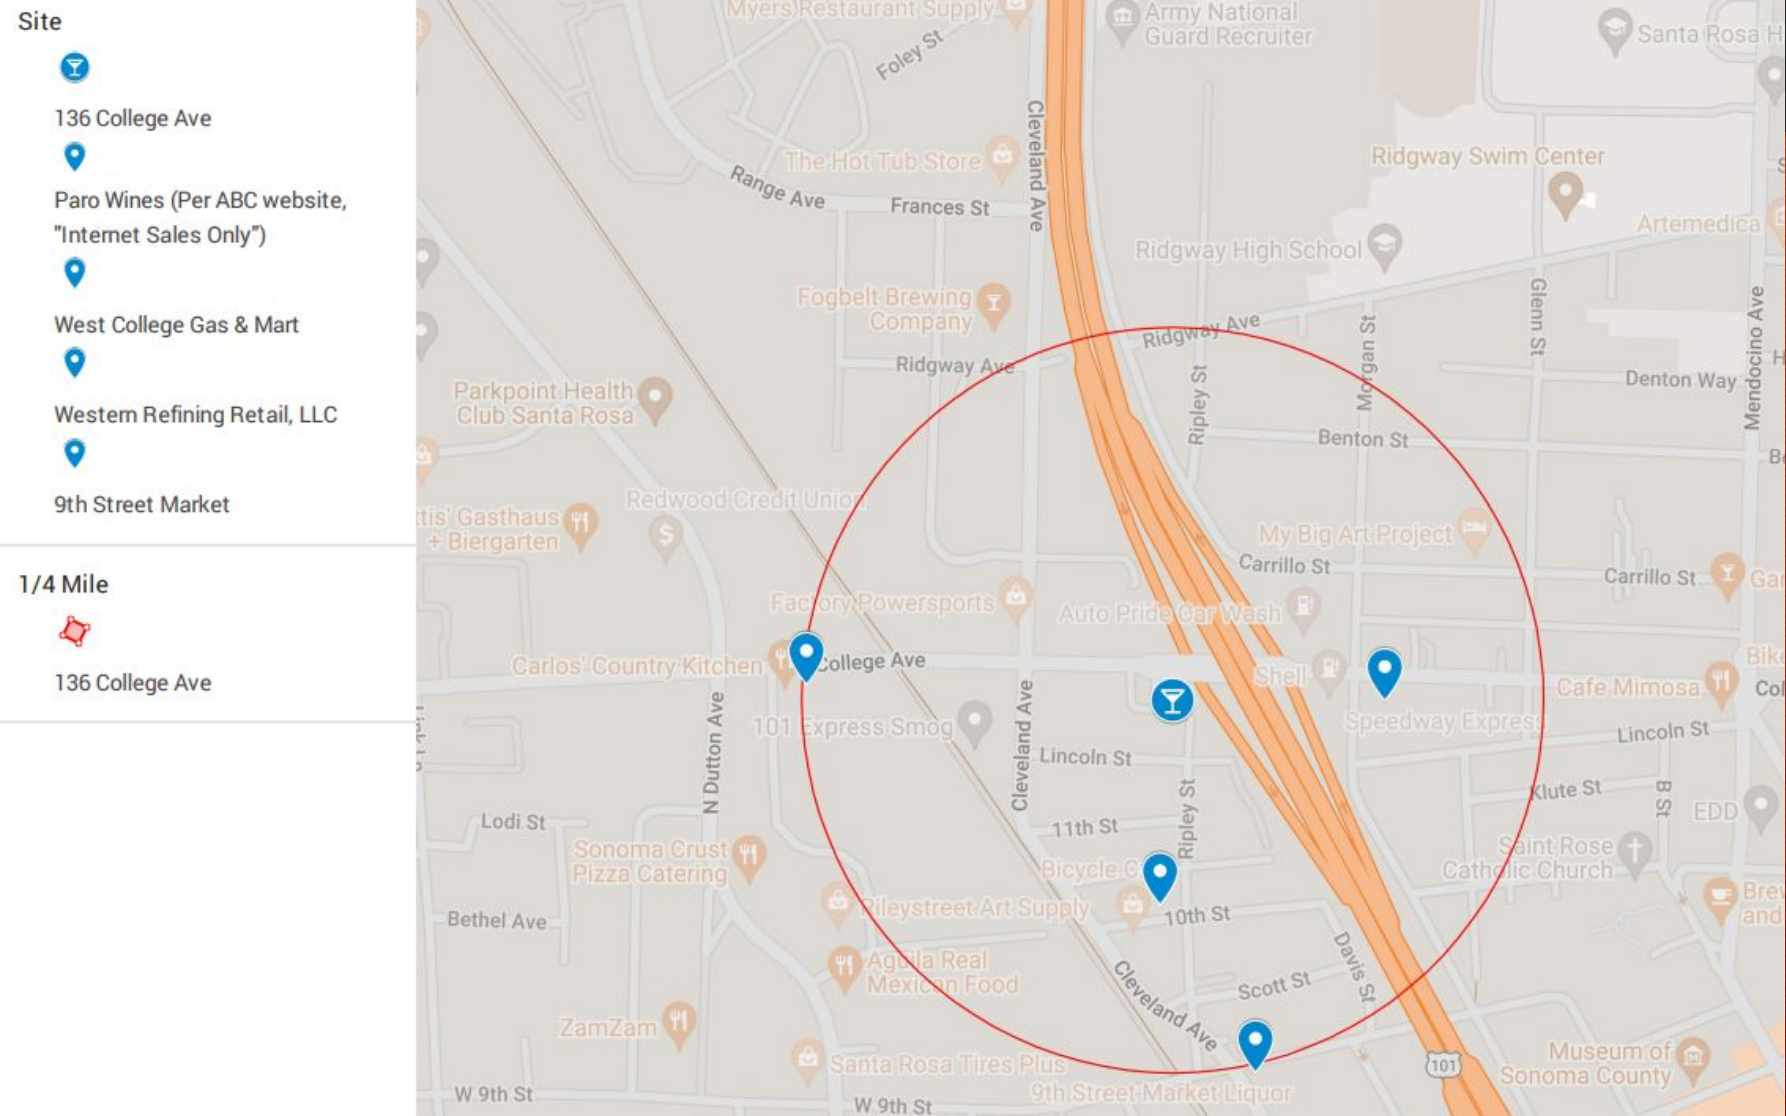 Site
136 College Ave
Paro Wines (Per ABC website,
"Internet Sales Only")
West College Gas & Mart
Western Refining Retail, LLC
9th Street Market
1/4 Mile
136 College Ave
Myers Restaurant Supply
Foley St
Army National
Guard Recruiter
Santa Rosa H
Cleveland Ave
The Hot Tub Store
Range Ave
Frances St
Ridgway Swim Center
Artemedica
Ridgway High School
Fogbelt Brewing
Company
Glenn St
Mendocino Ave
Ridgway Ave
Ridgway Ave
Morgan St
Ripley St
Denton Way
Parkpoint Health
Club Santa Rosa
Benton St
Redwood Credit Union
tis' Gasthaus
+ Biergarten
My Big Art Project
Carrillo St
Carrillo St
Factory Powersports
Auto Pride Car Wash
Carlos' Country Kitchen
College Ave
Shell
Cafe Mimosa
Speedway Express
101 Express Smog
N Dutton Ave
Cleveland Ave
Lincoln St
Lincoln St
Klute St
B St
EDD
Ripley St
11th St
Lodi St
Sonoma Crust
Pizza Catering
Saint Rose
Catholic Church
Bicycle C
Rileystreet Art Supply
10th St
Bethel Ave
Aguila Real
Mexican Food
Davis St
Scott St
Cleveland Ave
ZamZam
Santa Rosa Tires Plus
9th Street Market Liquor
101
Museum of
Sonoma County
W 9th St
W 9th St